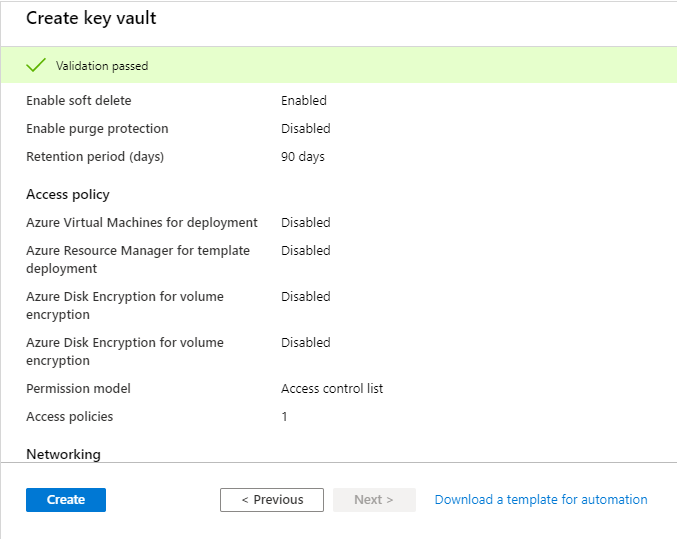 Create key vault
Validation passed
Enable soft delete Enabled
Enable purge protection Disabled
Retention period (days) 90 days
Access policy
Azure Virtual Machines for deployment Disabled
Azure Resource Manager for template Disabled
deployment
Azure Disk Encryption for volume Disabled
encryption
Azure Disk Encryption for volume Disabled
encryption
Permission model Access control list
Access policies 1
Networking
Create < Previous Next > Download a template for automation